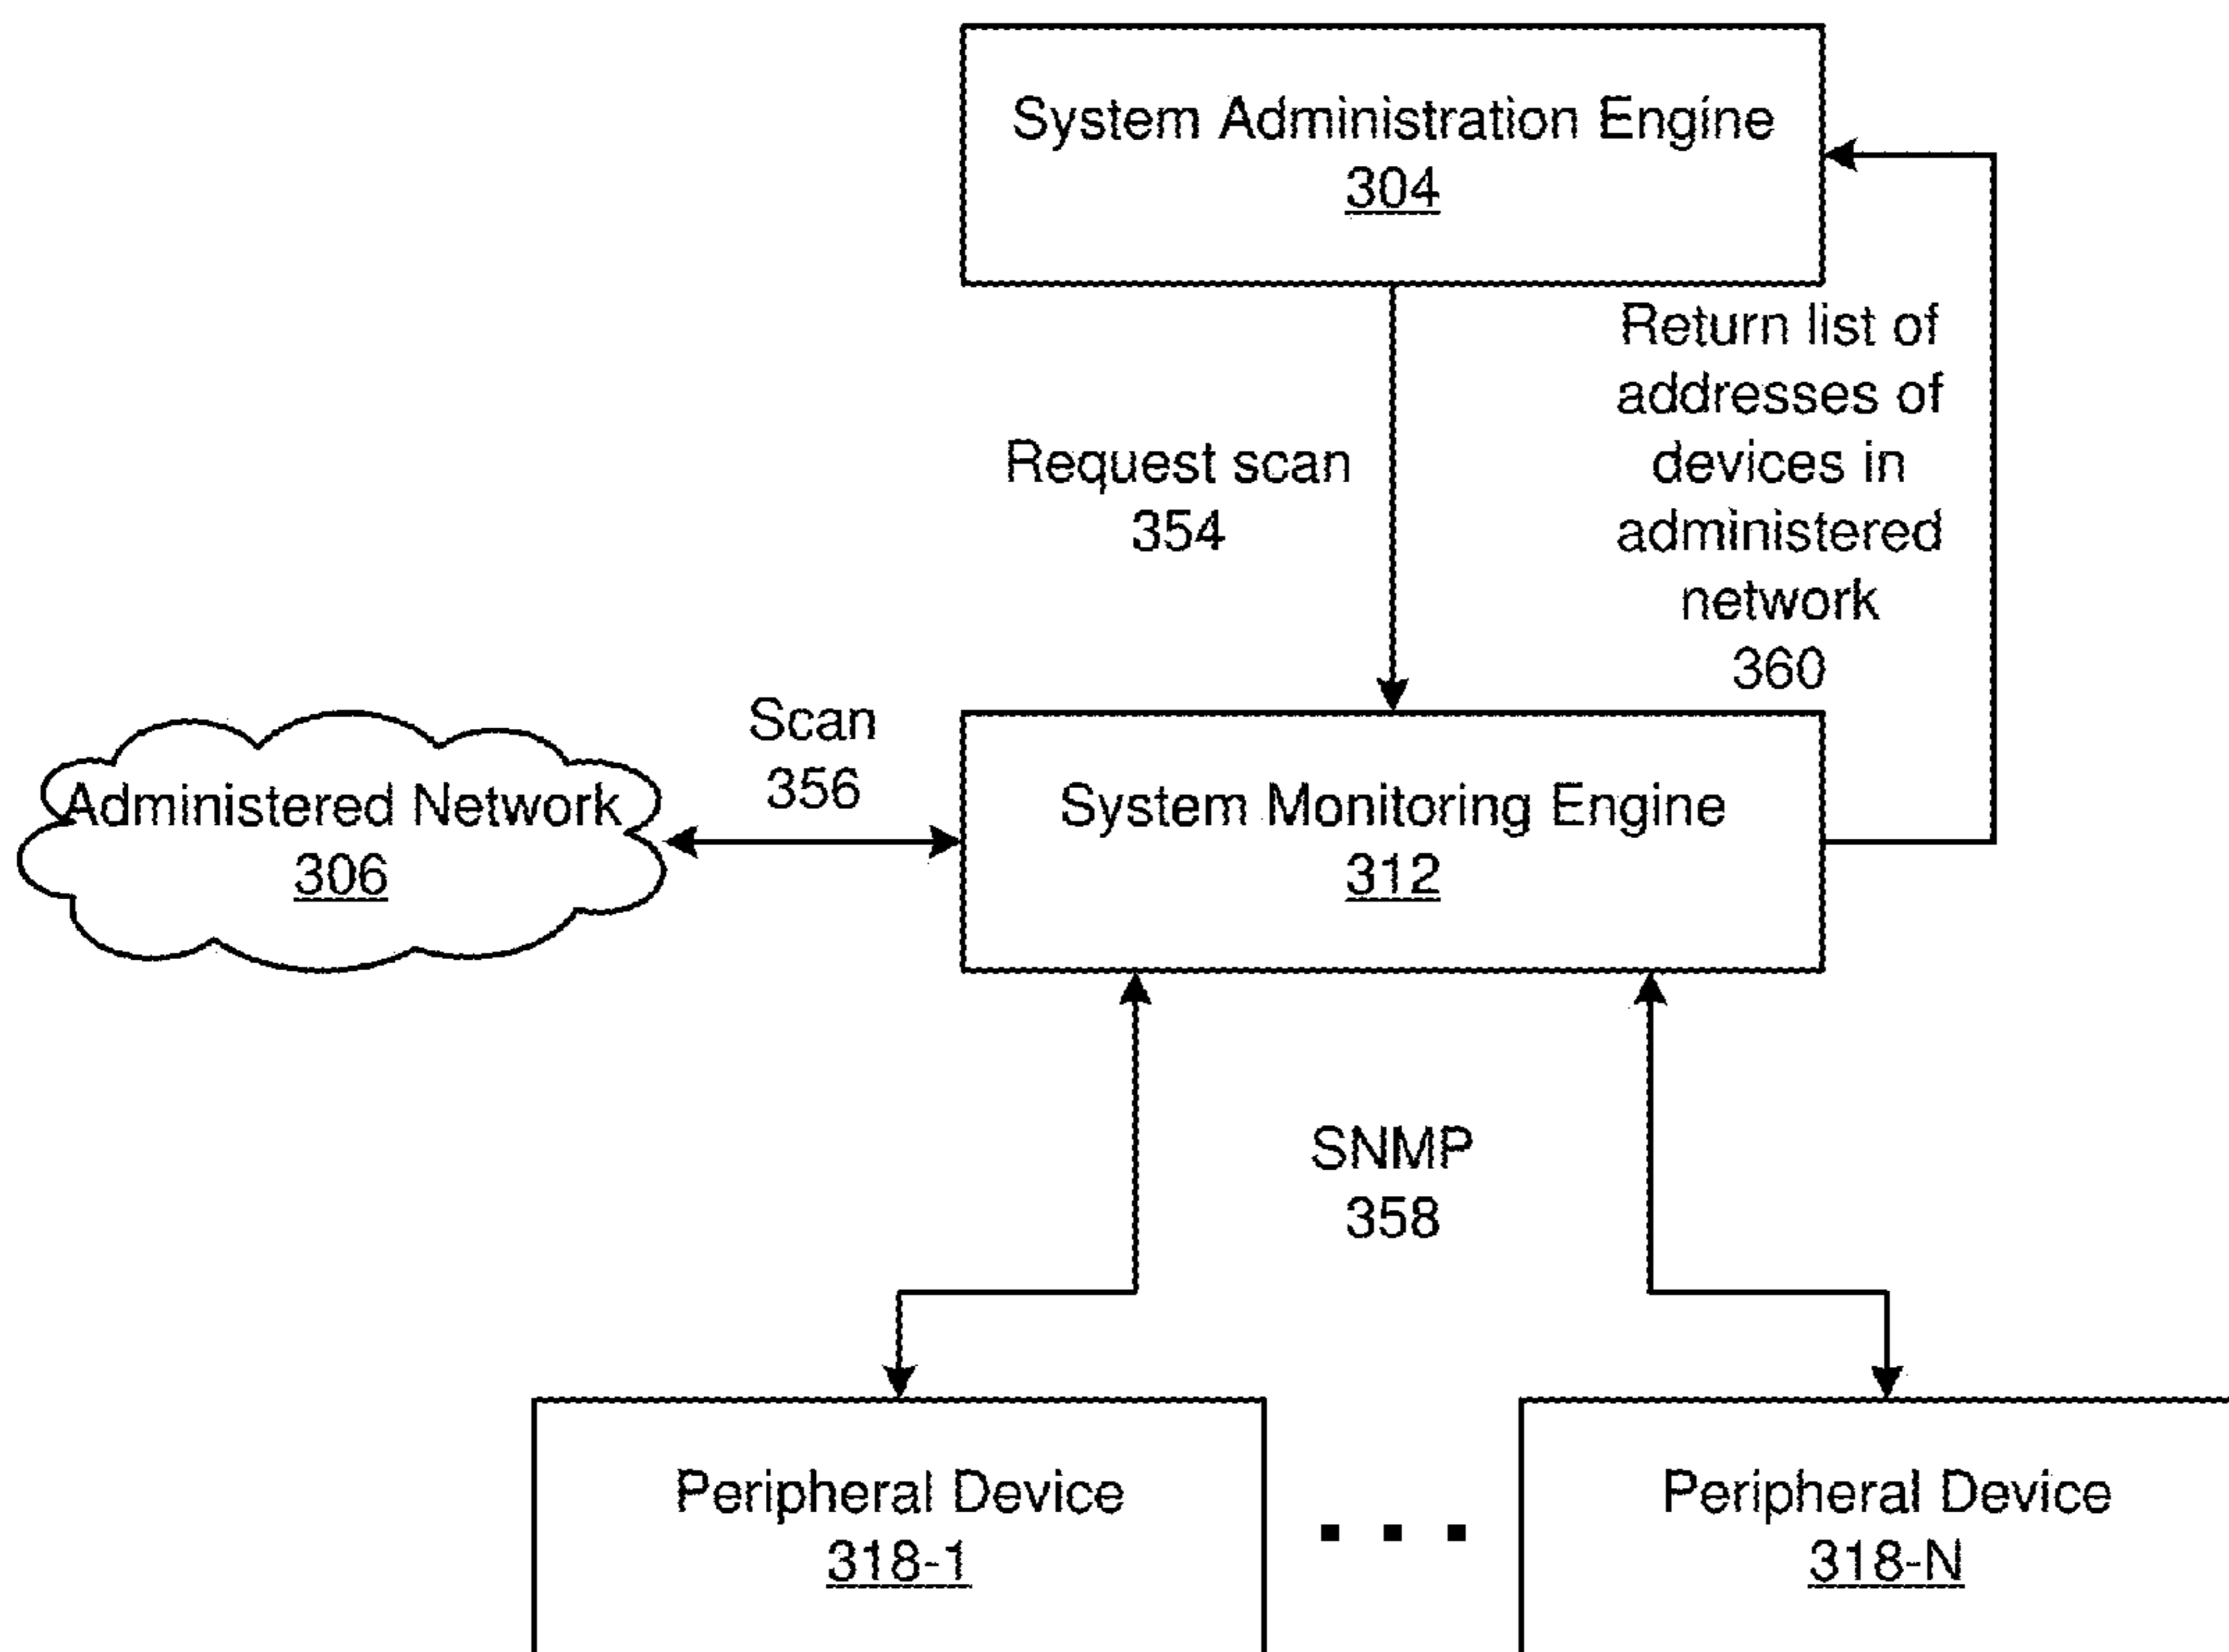 System Administration Engine
304
Return list of
addresses of
devices in
administered
network
360
Request scan
354
Scan
356
Administered Network
306
System Monitoring Engine
312
SNMP
358
Peripheral Device
318-1
Peripheral Device
318-N